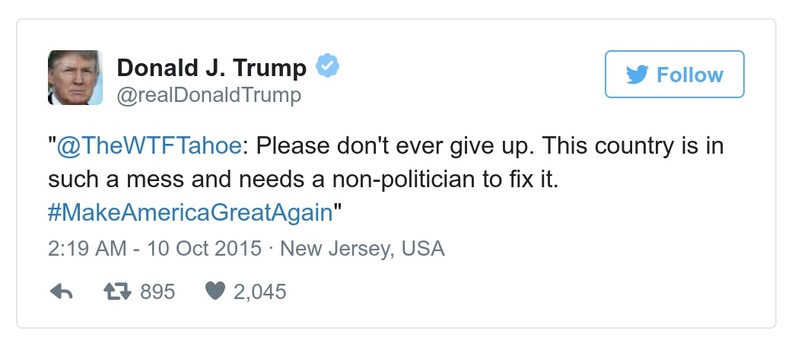 Donald J. Trump
@realDonaldTrump
Follow
"@TheWTFTahoe: Please don't ever give up. This country is in
such a mess and needs a non-politician to fix it.
#MakeAmericaGreatAgain"
2:19 AM - 10 Oct 2015 · New Jersey, USA
895 2,045